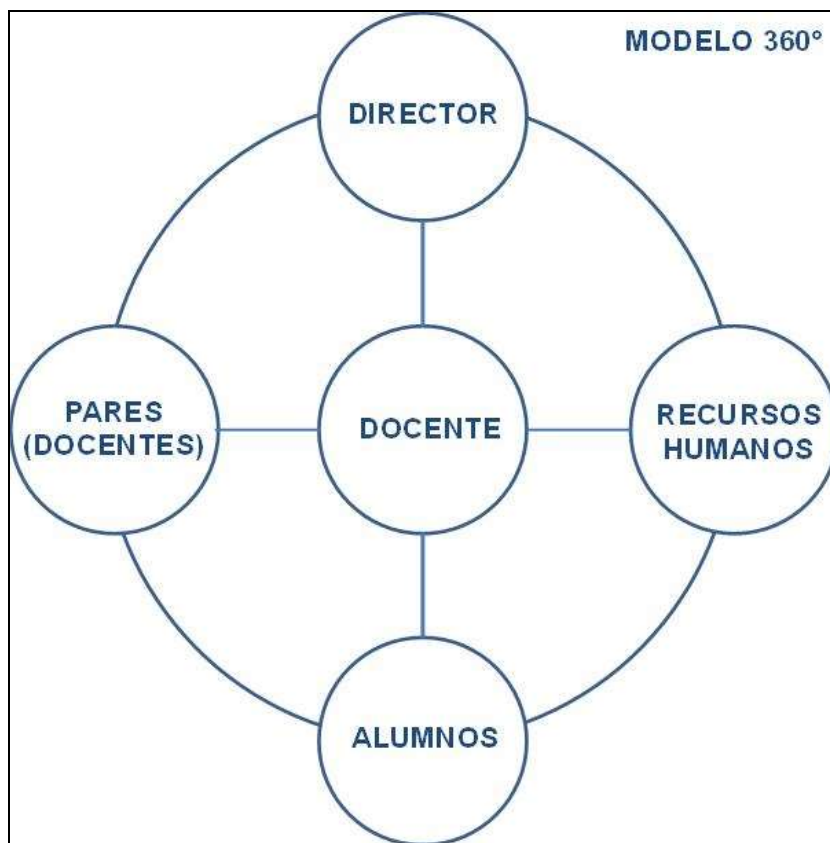 MODELO 360°
DIRECTOR
PARES
(DOCENTES)
DOCENTE
RECURSOS
HUMANOS
ALUMNOS